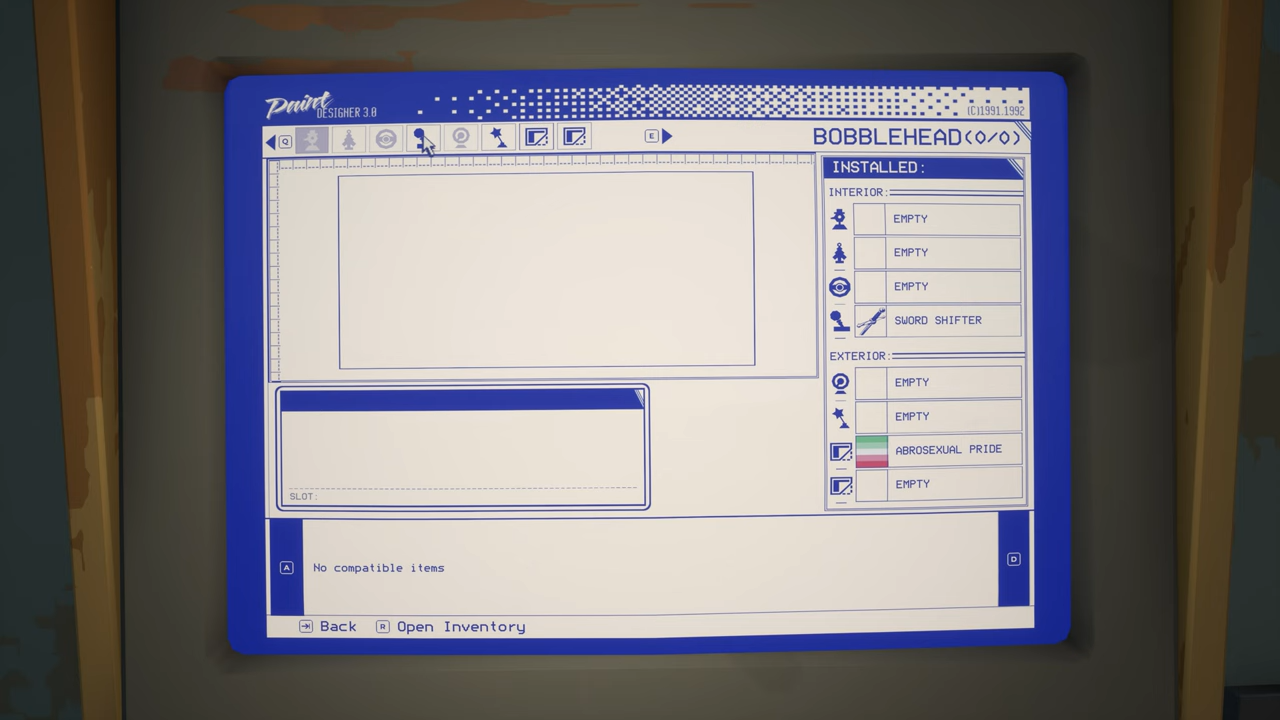 Paint
DESIGNER 3.0
(C)1991.1992
Q
E
BOBBLEHEAD(0/0)
INSTALLED:
INTERIOR:
EMPTY
EMPTY
EMPTY
SWORD SHIFTER
EXTERIOR:
EMPTY
EMPTY
ABROSEXUAL PRIDE
EMPTY
SLOT:
A
No compatible items
D
Back
R
Open Inventory